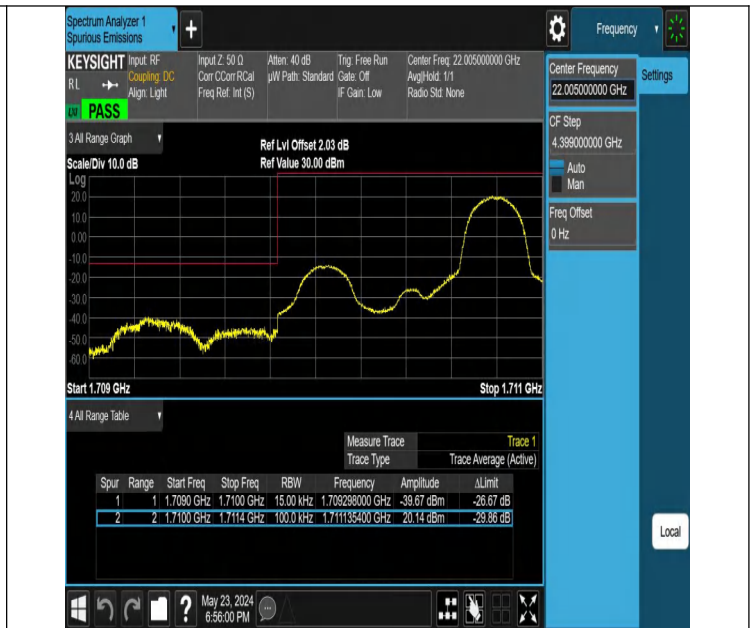 Spectrum Analyzer 1
Spurious Emissions
Frequency
KEYSIGHT
RL
Input: RF
Coupling: DC
Align: Light
Input Z: 50 Ω
Corr CCorr RCal
Freq Ref: Int (S)
Atten: 40 dB
µW Path: Standard
Trig: Free Run
Gate: Off
IF Gain: Low
Center Freq: 22.005000000 GHz
Avg|Hold: 1/1
Radio Std: None
LXI PASS
Center Frequency
22.005000000 GHz
Settings
CF Step
4.399000000 GHz
Auto
Man
Freq Offset
0 Hz
3 All Range Graph
Ref Lvl Offset 2.03 dB
Scale/Div 10.0 dB
Ref Value 30.00 dBm
Log
20.0
10.0
0.00
-10.0
-20.0
-30.0
-40.0
-50.0
-60.0
Start 1.709 GHz
Stop 1.711 GHz
4 All Range Table
Measure Trace Trace 1
Trace Type Trace Average (Active)
Spur Range Start Freq Stop Freq RBW Frequency Amplitude ΔLimit
1 1 1.7090 GHz 1.7100 GHz 15.00 kHz 1.709298000 GHz -39.67 dBm -26.67 dB
2 2 1.7100 GHz 1.7114 GHz 100.0 kHz 1.711135400 GHz 20.14 dBm -29.86 dB
Local
May 23, 2024
6:56:00 PM